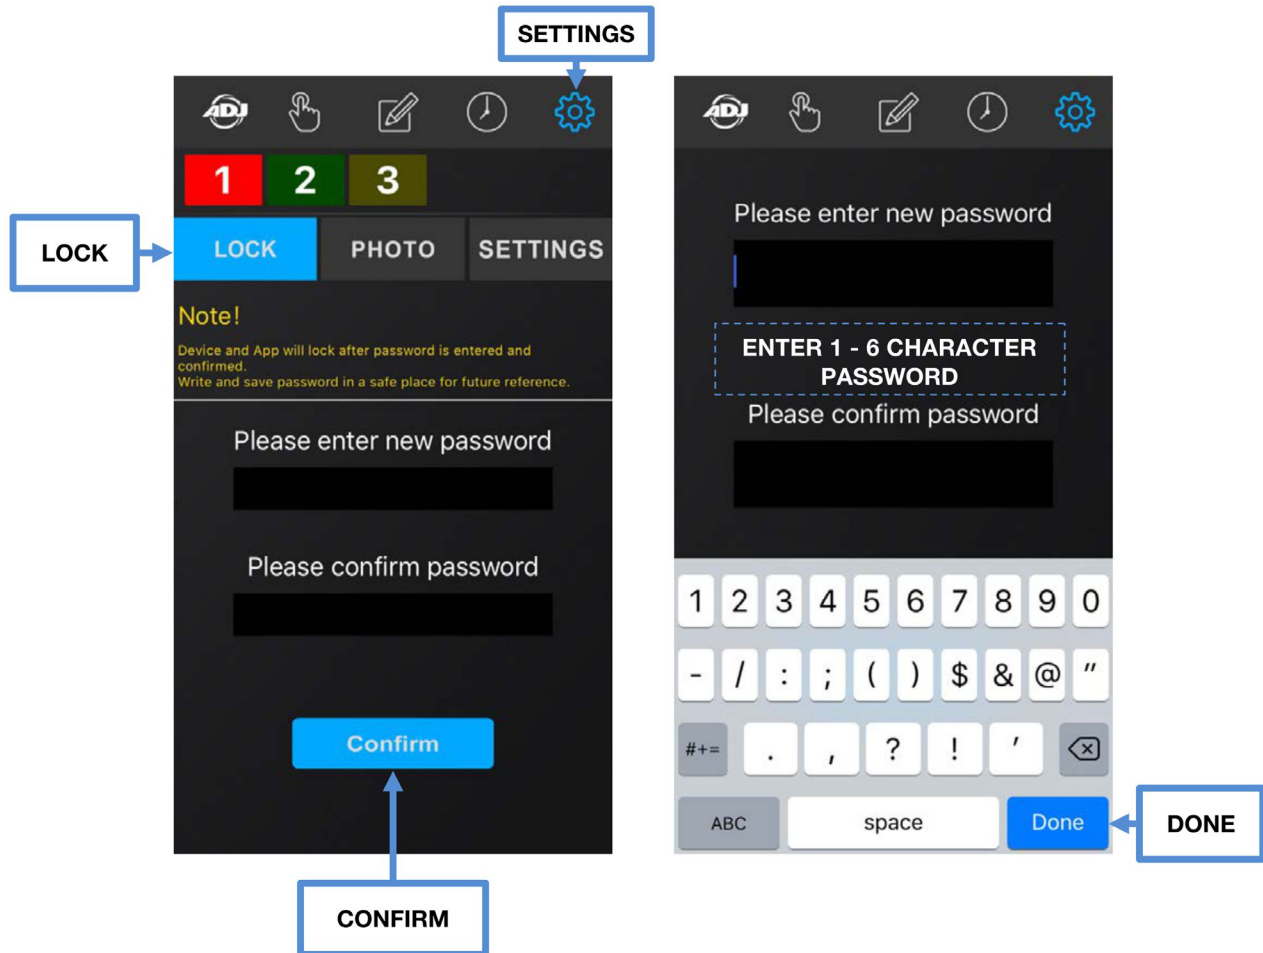 SETTINGS
ADJ
1 2 3
LOCK
LOCK PHOTO SETTINGS
Note!
Device and App will lock after password is entered and
confirmed.
Write and save password in a safe place for future reference.
Please enter new password
Please confirm password
Confirm
CONFIRM
ADJ
Please enter new password
ENTER 1 - 6 CHARACTER
PASSWORD
Please confirm password
1 2 3 4 5 6 7 8 9 0
- / : ; ( ) $ & @ "
#+= . , ? ! '
ABC space Done
DONE